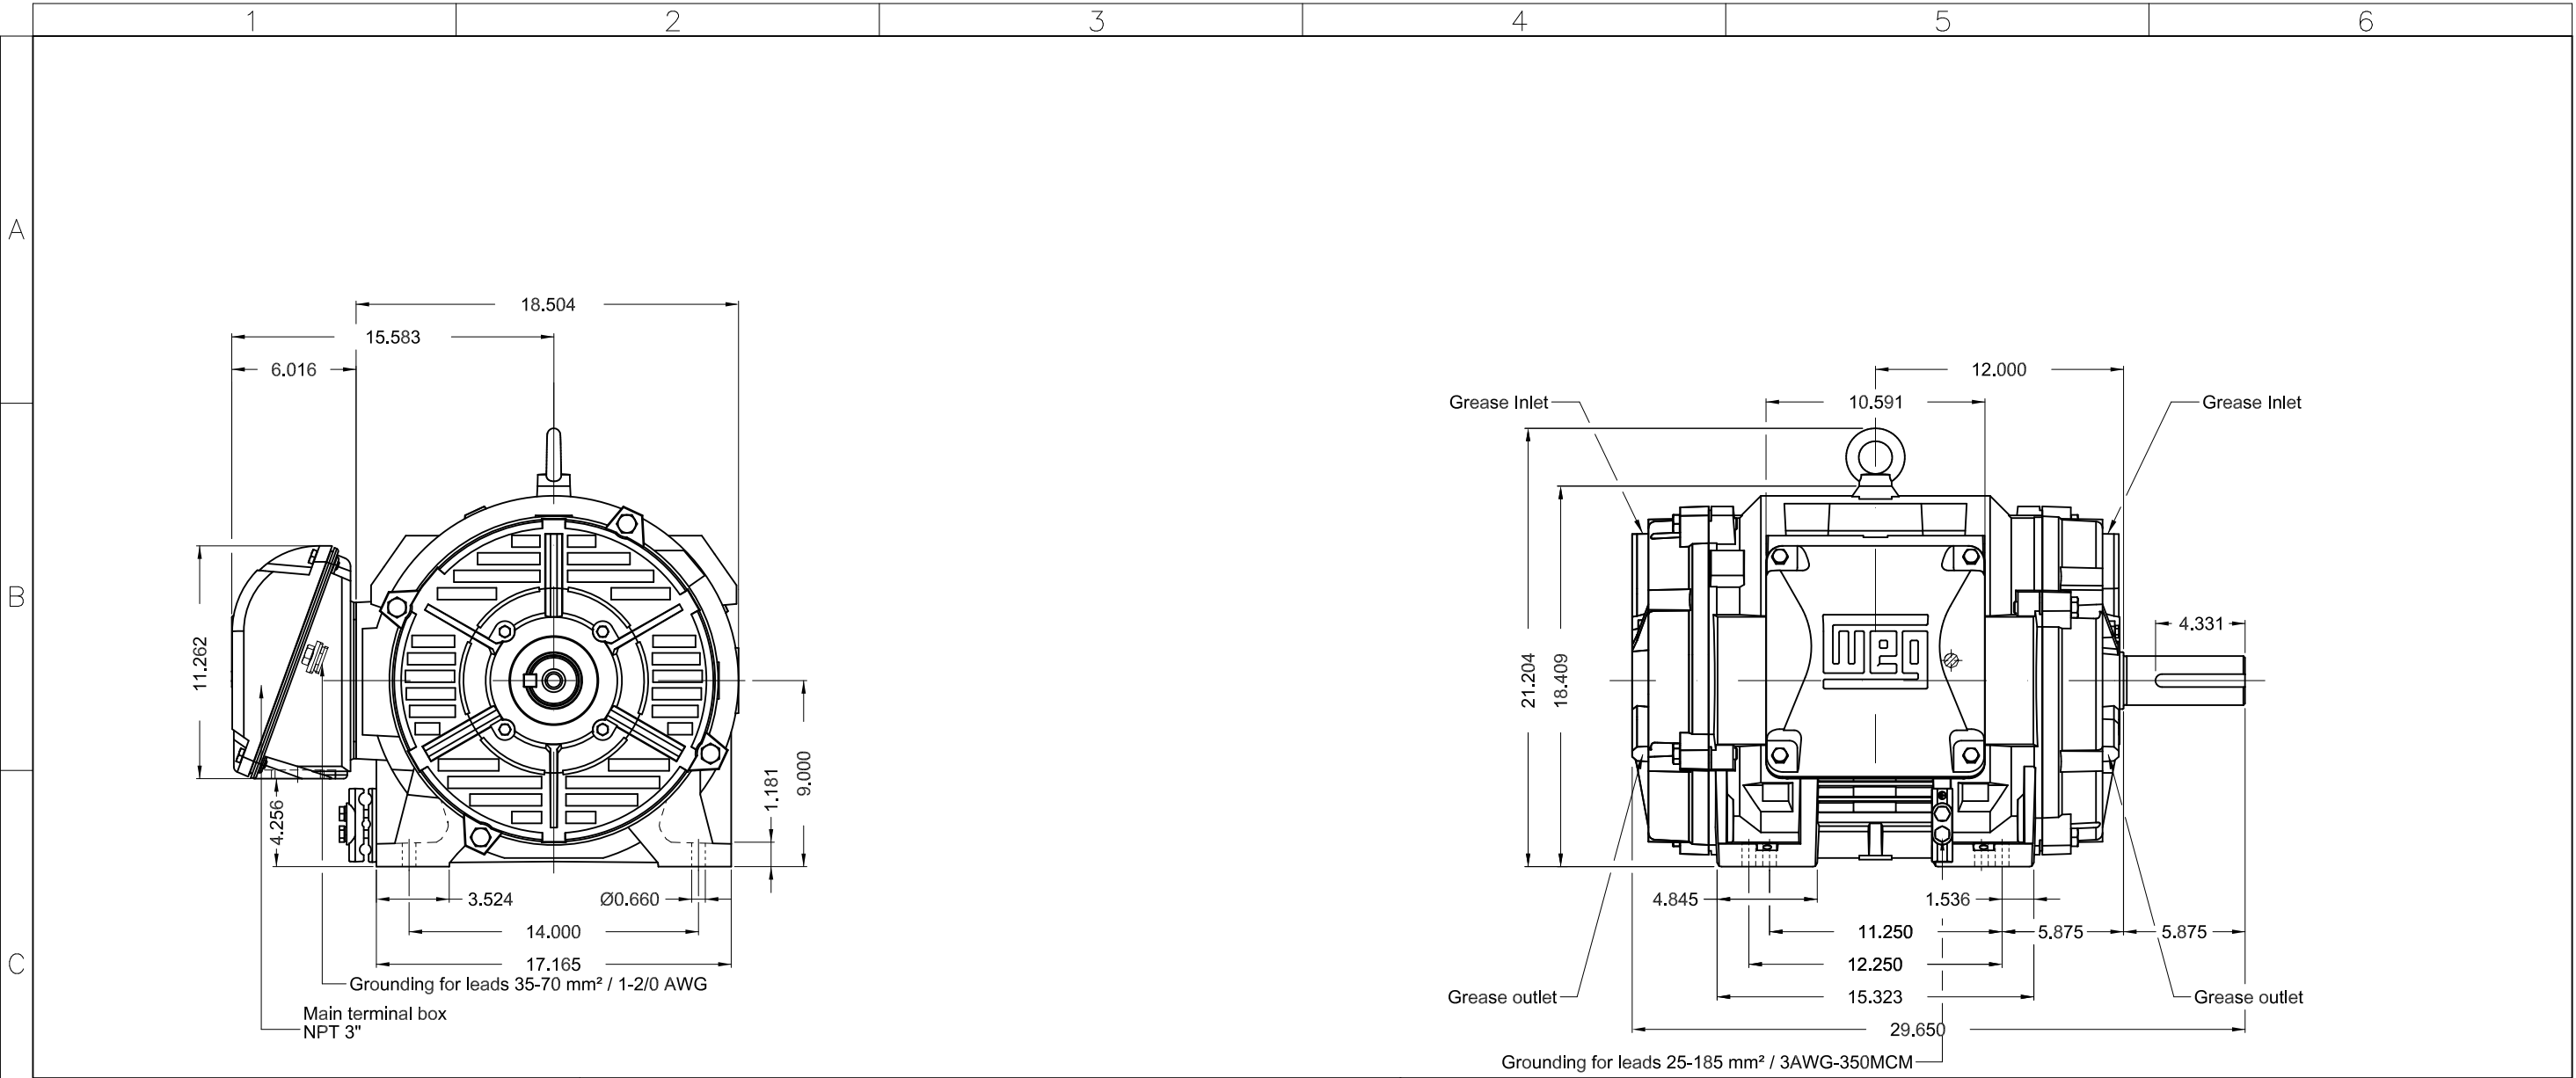 1 2 3 4 5 6
A
B
C
18.504
15.583
6.016
11.262
4.256
1.181
9.000
3.524
Ø0.660
14.000
17.165
Grounding for leads 35-70 mm² / 1-2/0 AWG
Main terminal box
NPT 3"
12.000
10.591
Grease Inlet
Grease Inlet
21.204
18.409
weg
4.331
4.845
1.536
11.250
5.875
5.875
12.250
Grease outlet
15.323
Grease outlet
29.650
Grounding for leads 25-185 mm² / 3AWG-350MCM